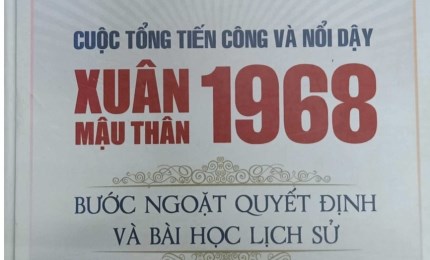 CUỘC TỔNG TIẾN CÔNG VÀ NỔI DẬY
XUÂN
MẬU THÂN
1968
BƯỚC NGOẶT QUYẾT ĐỊNH
VÀ BÀI HỌC LỊCH SỬ